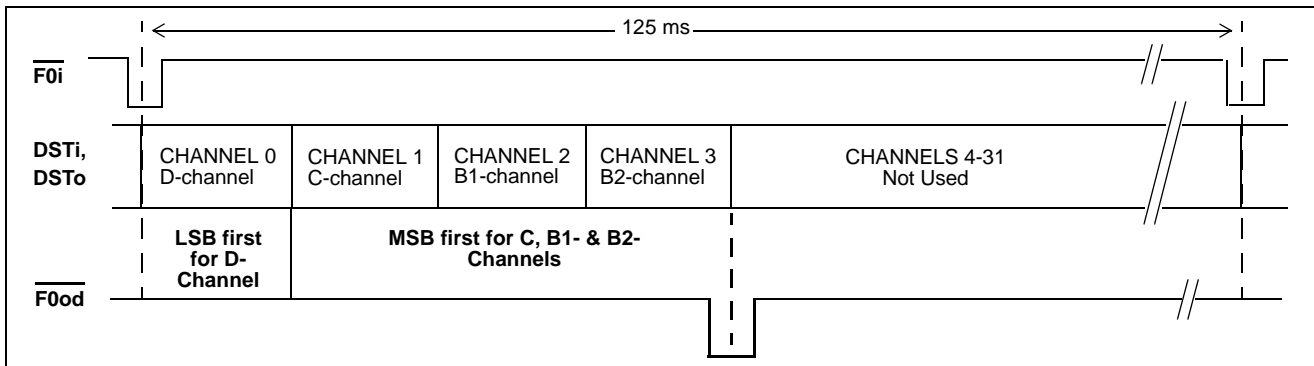 125 ms
F0i
DSTi,
DSTo
CHANNEL 0
D-channel
CHANNEL 1
C-channel
CHANNEL 2
B1-channel
CHANNEL 3
B2-channel
CHANNELS 4-31
Not Used
LSB first
for D-
Channel
MSB first for C, B1- & B2-
Channels
F0od